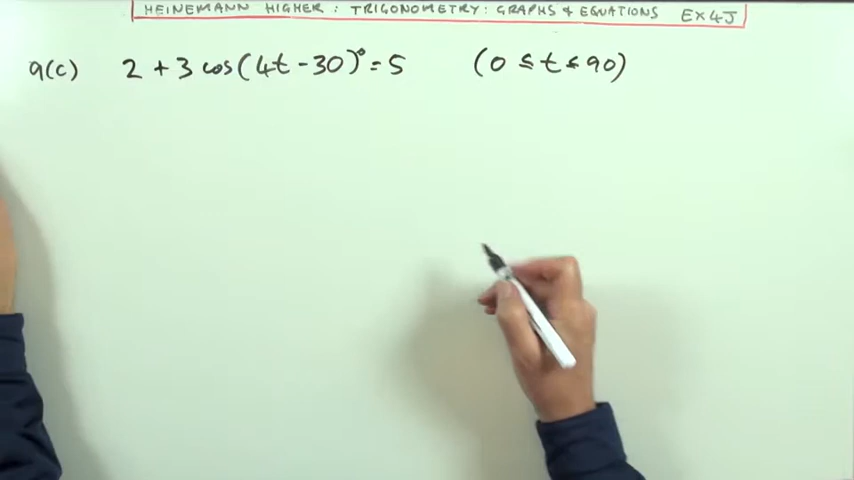 HEINEMANN HIGHER : TRIGONOMETRY : GRAPHS & EQUATIONS EX 4J
9(c) 2 + 3 cos(4t - 30)° = 5 (0 ≤ t ≤ 90)